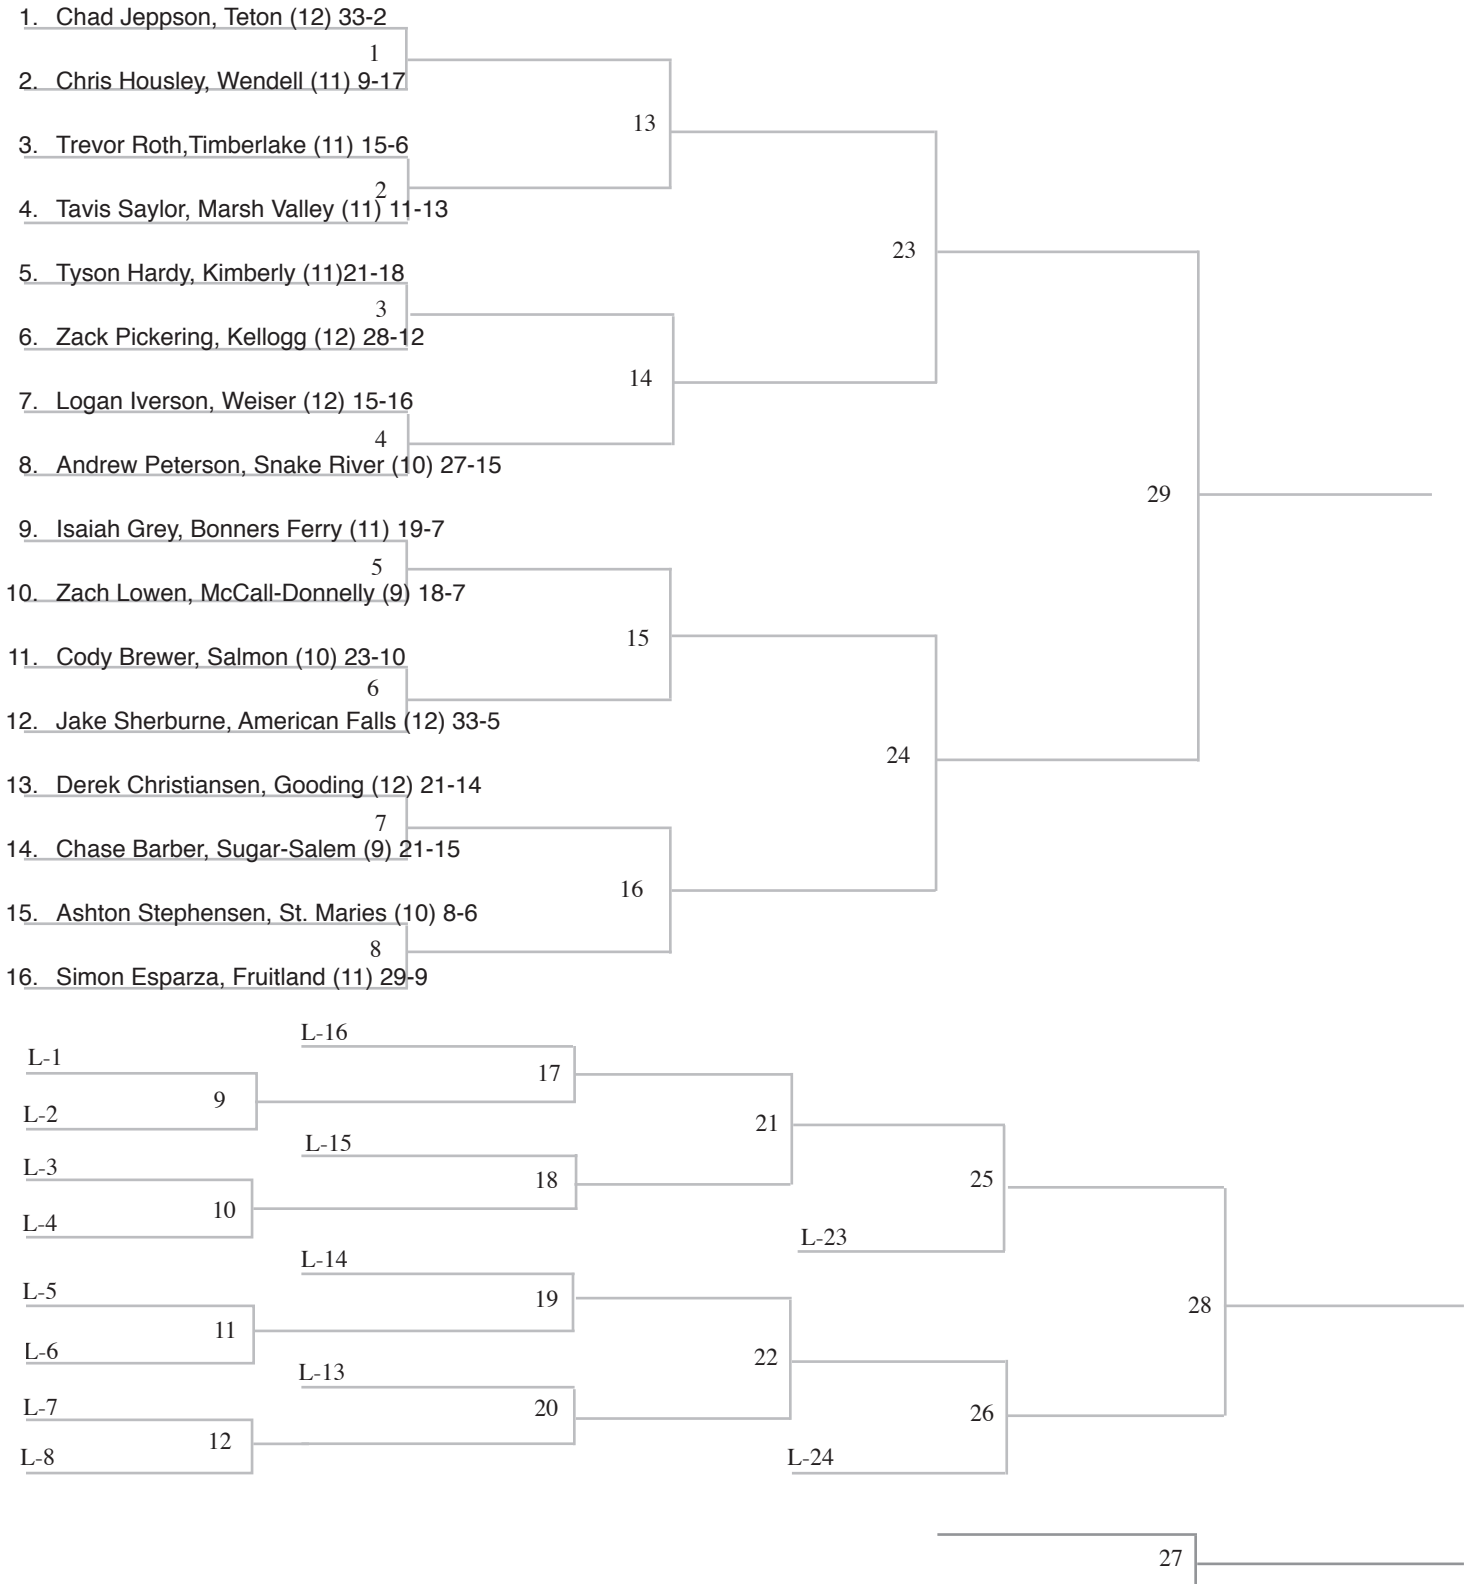 1. Chad Jeppson, Teton (12) 33-2
1
2. Chris Housley, Wendell (11) 9-17
13
3. Trevor Roth,Timberlake (11) 15-6
2
4. Tavis Saylor, Marsh Valley (11) 11-13
23
5. Tyson Hardy, Kimberly (11)21-18
3
6. Zack Pickering, Kellogg (12) 28-12
14
7. Logan Iverson, Weiser (12) 15-16
4
8. Andrew Peterson, Snake River (10) 27-15
29
9. Isaiah Grey, Bonners Ferry (11) 19-7
5
10. Zach Lowen, McCall-Donnelly (9) 18-7
15
11. Cody Brewer, Salmon (10) 23-10
6
12. Jake Sherburne, American Falls (12) 33-5
24
13. Derek Christiansen, Gooding (12) 21-14
7
14. Chase Barber, Sugar-Salem (9) 21-15
16
15. Ashton Stephensen, St. Maries (10) 8-6
8
16. Simon Esparza, Fruitland (11) 29-9
L-16
L-1
17
9
L-2
21
L-15
L-3
18
25
10
L-4
L-23
L-14
L-5
19
28
11
L-6
22
L-13
L-7
20
26
12
L-8
L-24
27